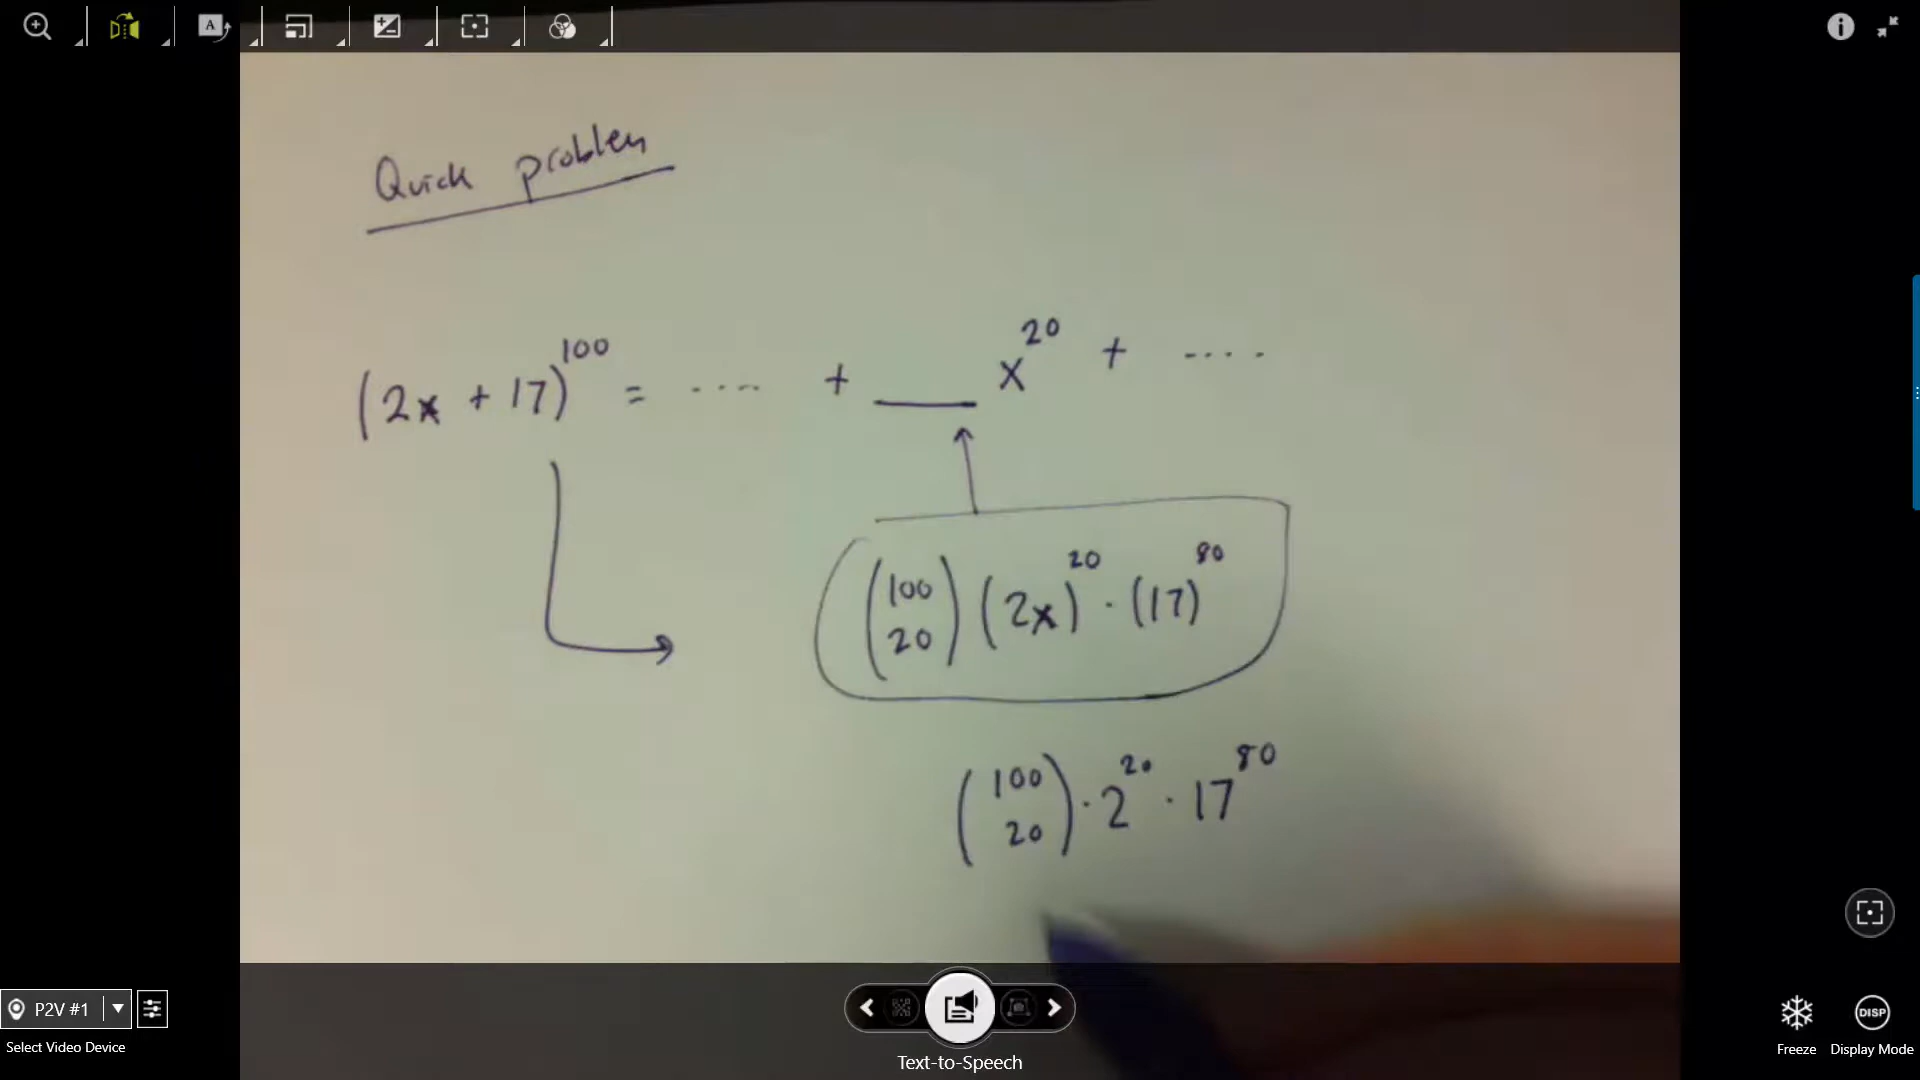 A
Quick problem
(2x + 17)^100 = ..... + ___ x^20 + ....
(100 20) (2x)^20 · (17)^80
(100 20) · 2^20 · 17^80
P2V #1
Select Video Device
Text-to-Speech
Freeze
DISP
Display Mode